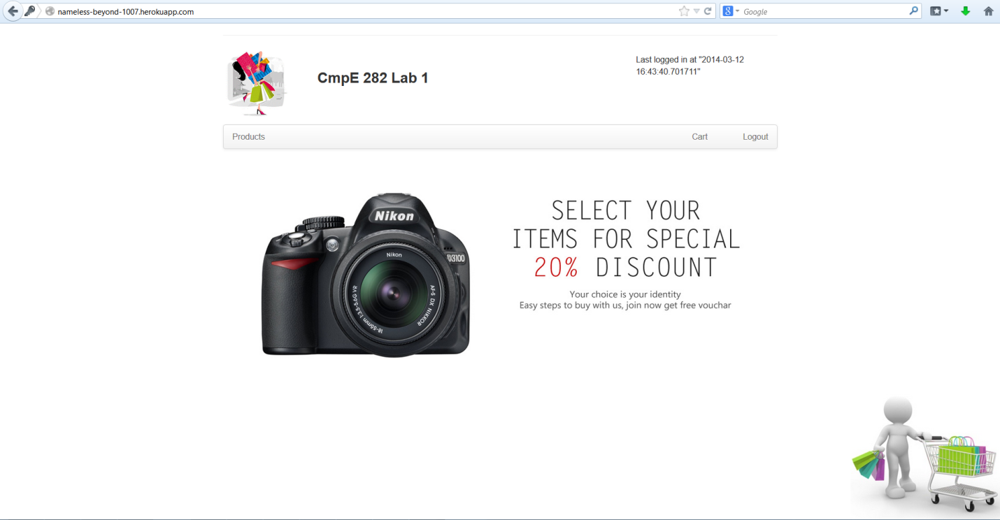 nameless-beyond-1007.herokuapp.com
Google
CmpE 282 Lab 1
Last logged in at "2014-03-12
16:43:40.701711"
Products
Cart
Logout
Nikon
Nikon
D3100
AF-S DX NIKKOR
18-55mm 1:3.5-5.6G VR
SELECT YOUR
ITEMS FOR SPECIAL
20% DISCOUNT
Your choice is your identity
Easy steps to buy with us, join now get free vouchar